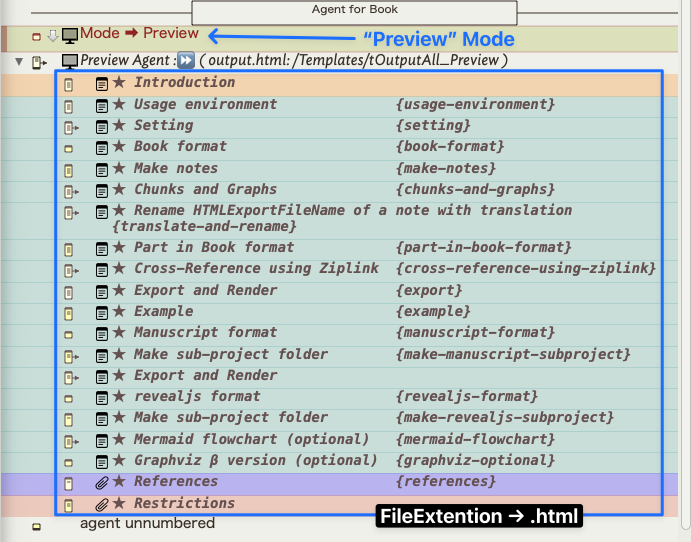 Agent for Book
Mode ➡ Preview
“Preview” Mode
Preview Agent :⏩ ( output.html: /Templates/tOutputAll_Preview )
★ Introduction
★ Usage environment {usage-environment}
★ Setting {setting}
★ Book format {book-format}
★ Make notes {make-notes}
★ Chunks and Graphs {chunks-and-graphs}
★ Rename HTMLExportFileName of a note with translation
{translate-and-rename}
★ Part in Book format {part-in-book-format}
★ Cross-Reference using Ziplink {cross-reference-using-ziplink}
★ Export and Render {export}
★ Example {example}
★ Manuscript format {manuscript-format}
★ Make sub-project folder {make-manuscript-subproject}
★ Export and Render
★ revealjs format {revealjs-format}
★ Make sub-project folder {make-revealjs-subproject}
★ Mermaid flowchart (optional) {mermaid-flowchart}
★ Graphviz β version (optional) {graphviz-optional}
★ References {references}
★ Restrictions
FileExtention → .html
agent unnumbered